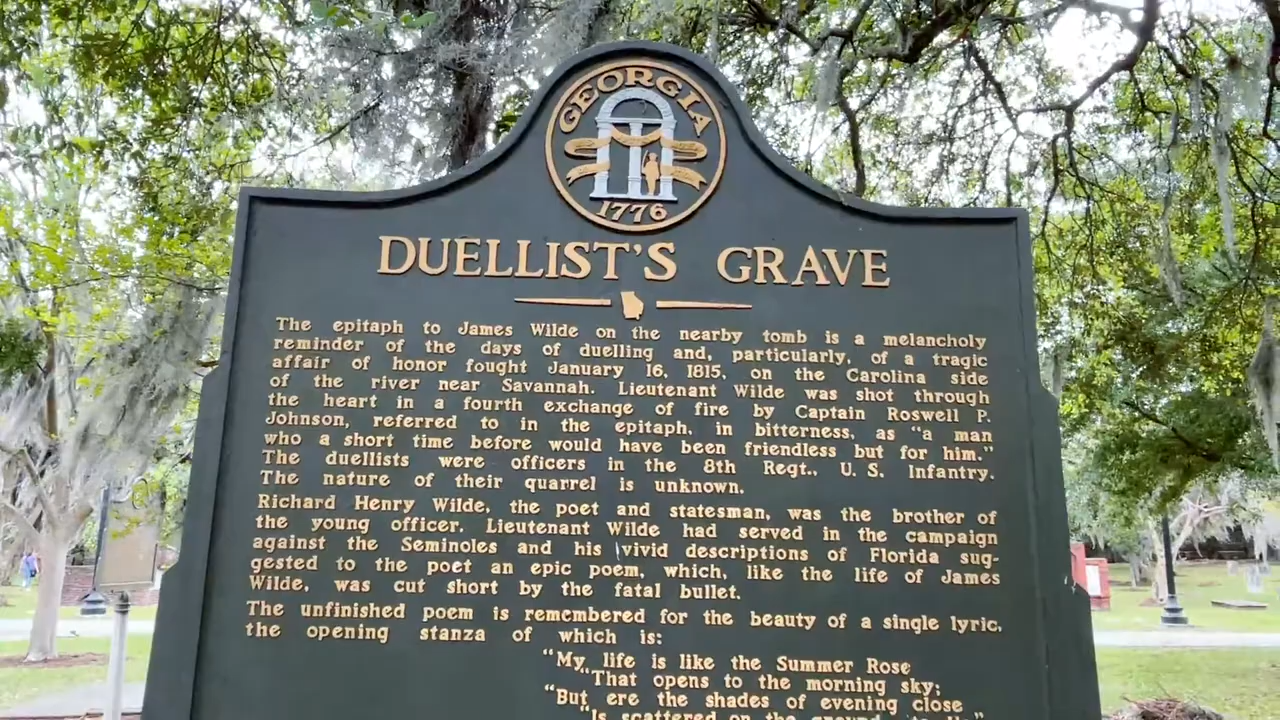 GEORGIA
1776
DUELLIST'S GRAVE
The epitaph to James Wilde on the nearby tomb is a melancholy
reminder of the days of duelling and, particularly, of a tragic
affair of honor fought January 16, 1815, on the Carolina side
of the river near Savannah. Lieutenant Wilde was shot through
the heart in a fourth exchange of fire by Captain Roswell P.
Johnson, referred to in the epitaph, in bitterness, as "a man
who a short time before would have been friendless but for him."
The duellists were officers in the 8th Regt., U. S. Infantry.
The nature of their quarrel is unknown.
Richard Henry Wilde, the poet and statesman, was the brother of
the young officer. Lieutenant Wilde had served in the campaign
against the Seminoles and his vivid descriptions of Florida sug-
gested to the poet an epic poem, which, like the life of James
Wilde, was cut short by the fatal bullet.
The unfinished poem is remembered for the beauty of a single lyric,
the opening stanza of which is:
"My life is like the Summer Rose
"That opens to the morning sky;
"But ere the shades of evening close
"Is scattered on the ground